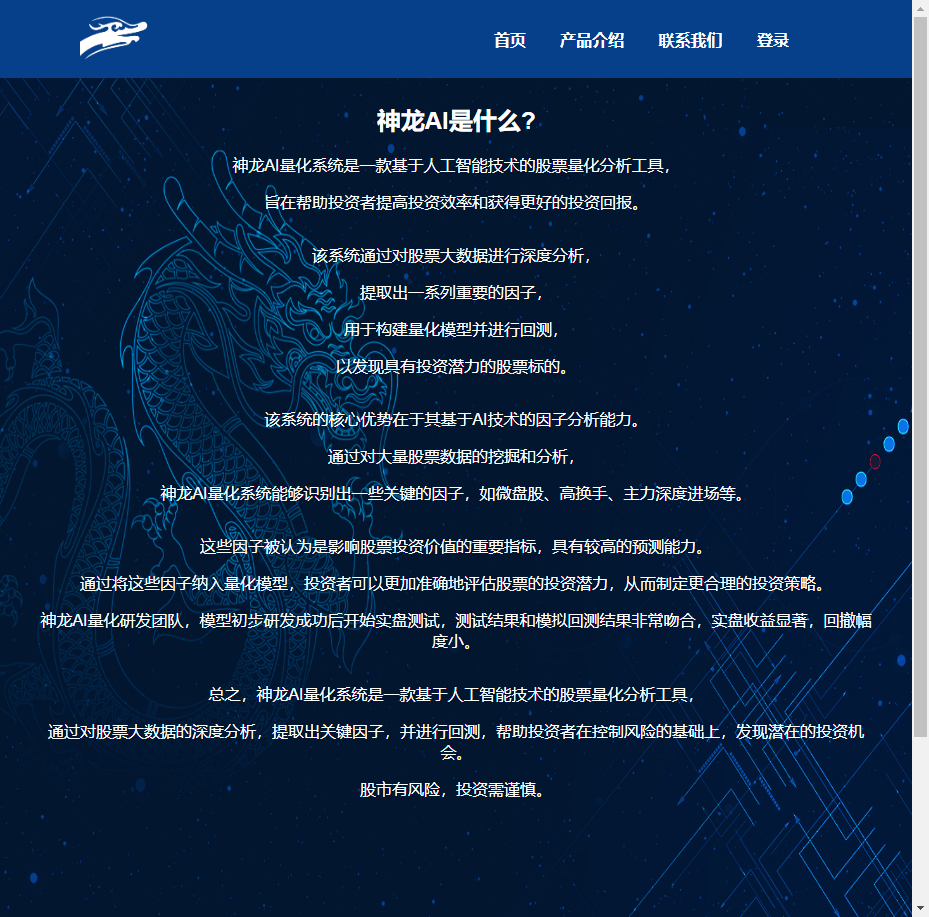 首页 产品介绍 联系我们 登录
神龙AI是什么?
神龙AI量化系统是一款基于人工智能技术的股票量化分析工具，
旨在帮助投资者提高投资效率和获得更好的投资回报。
该系统通过对股票大数据进行深度分析，
提取出一系列重要的因子，
用于构建量化模型并进行回测，
以发现具有投资潜力的股票标的。
该系统的核心优势在于其基于AI技术的因子分析能力。
通过对大量股票数据的挖掘和分析，
神龙AI量化系统能够识别出一些关键的因子，如微盘股、高换手、主力深度进场等。
这些因子被认为是影响股票投资价值的重要指标，具有较高的预测能力。
通过将这些因子纳入量化模型，投资者可以更加准确地评估股票的投资潜力，从而制定更合理的投资策略。
神龙AI量化研发团队，模型初步研发成功后开始实盘测试，测试结果和模拟回测结果非常吻合，实盘收益显著，回撤幅
度小。
总之，神龙AI量化系统是一款基于人工智能技术的股票量化分析工具，
通过对股票大数据的深度分析，提取出关键因子，并进行回测，帮助投资者在控制风险的基础上，发现潜在的投资机
会。
股市有风险，投资需谨慎。